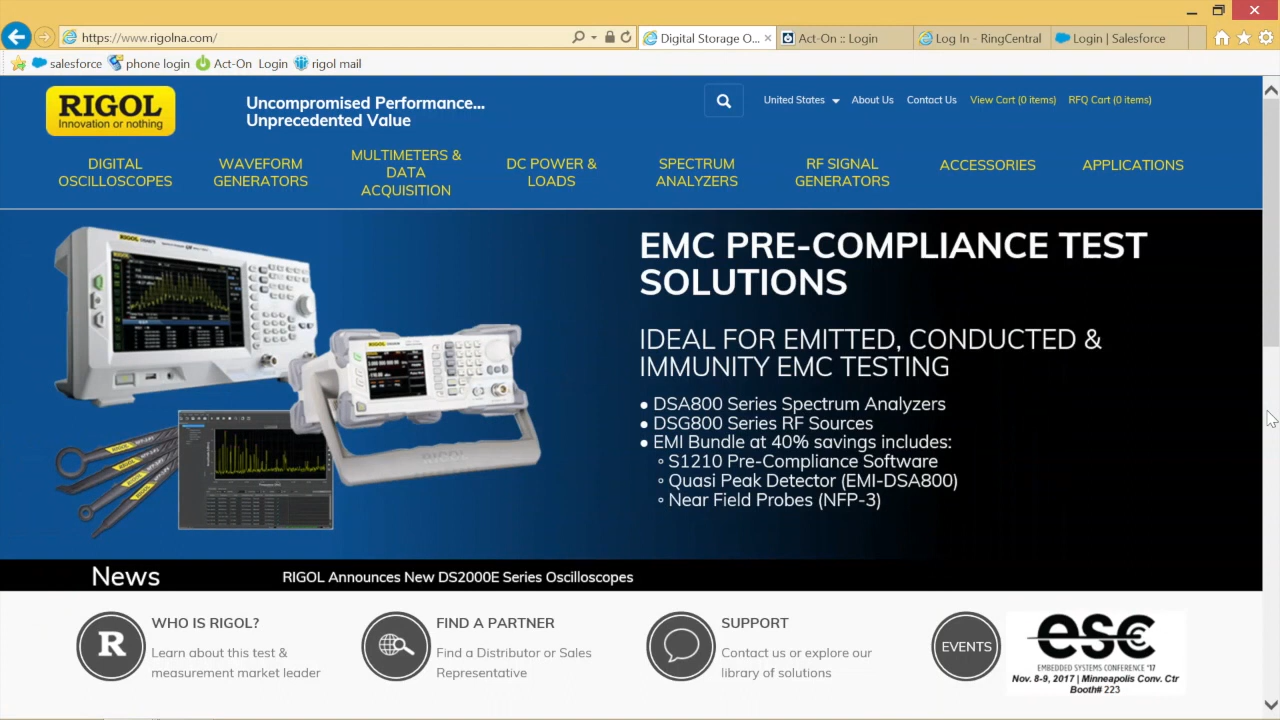 https://www.rigolna.com/
Digital Storage O...
Act-On :: Login
Log In - RingCentral
Login | Salesforce
salesforce
phone login
Act-On Login
rigol mail
RIGOL
Innovation or nothing
Uncompromised Performance...
Unprecedented Value
United States
About Us
Contact Us
View Cart (0 items)
RFQ Cart (0 items)
DIGITAL
OSCILLOSCOPES
WAVEFORM
GENERATORS
MULTIMETERS &
DATA
ACQUISITION
DC POWER &
LOADS
SPECTRUM
ANALYZERS
RF SIGNAL
GENERATORS
ACCESSORIES
APPLICATIONS
EMC PRE-COMPLIANCE TEST
SOLUTIONS
IDEAL FOR EMITTED, CONDUCTED &
IMMUNITY EMC TESTING
● DSA800 Series Spectrum Analyzers
● DSG800 Series RF Sources
● EMI Bundle at 40% savings includes:
◦ S1210 Pre-Compliance Software
◦ Quasi Peak Detector (EMI-DSA800)
◦ Near Field Probes (NFP-3)
RIGOL
RIGOL
RIGOL
News
RIGOL Announces New DS2000E Series Oscilloscopes
R
WHO IS RIGOL?
Learn about this test &
measurement market leader
FIND A PARTNER
Find a Distributor or Sales
Representative
SUPPORT
Contact us or explore our
library of solutions
EVENTS
esc
EMBEDDED SYSTEMS CONFERENCE '17
Nov. 8-9, 2017 | Minneapolis Conv. Ctr
Booth# 223